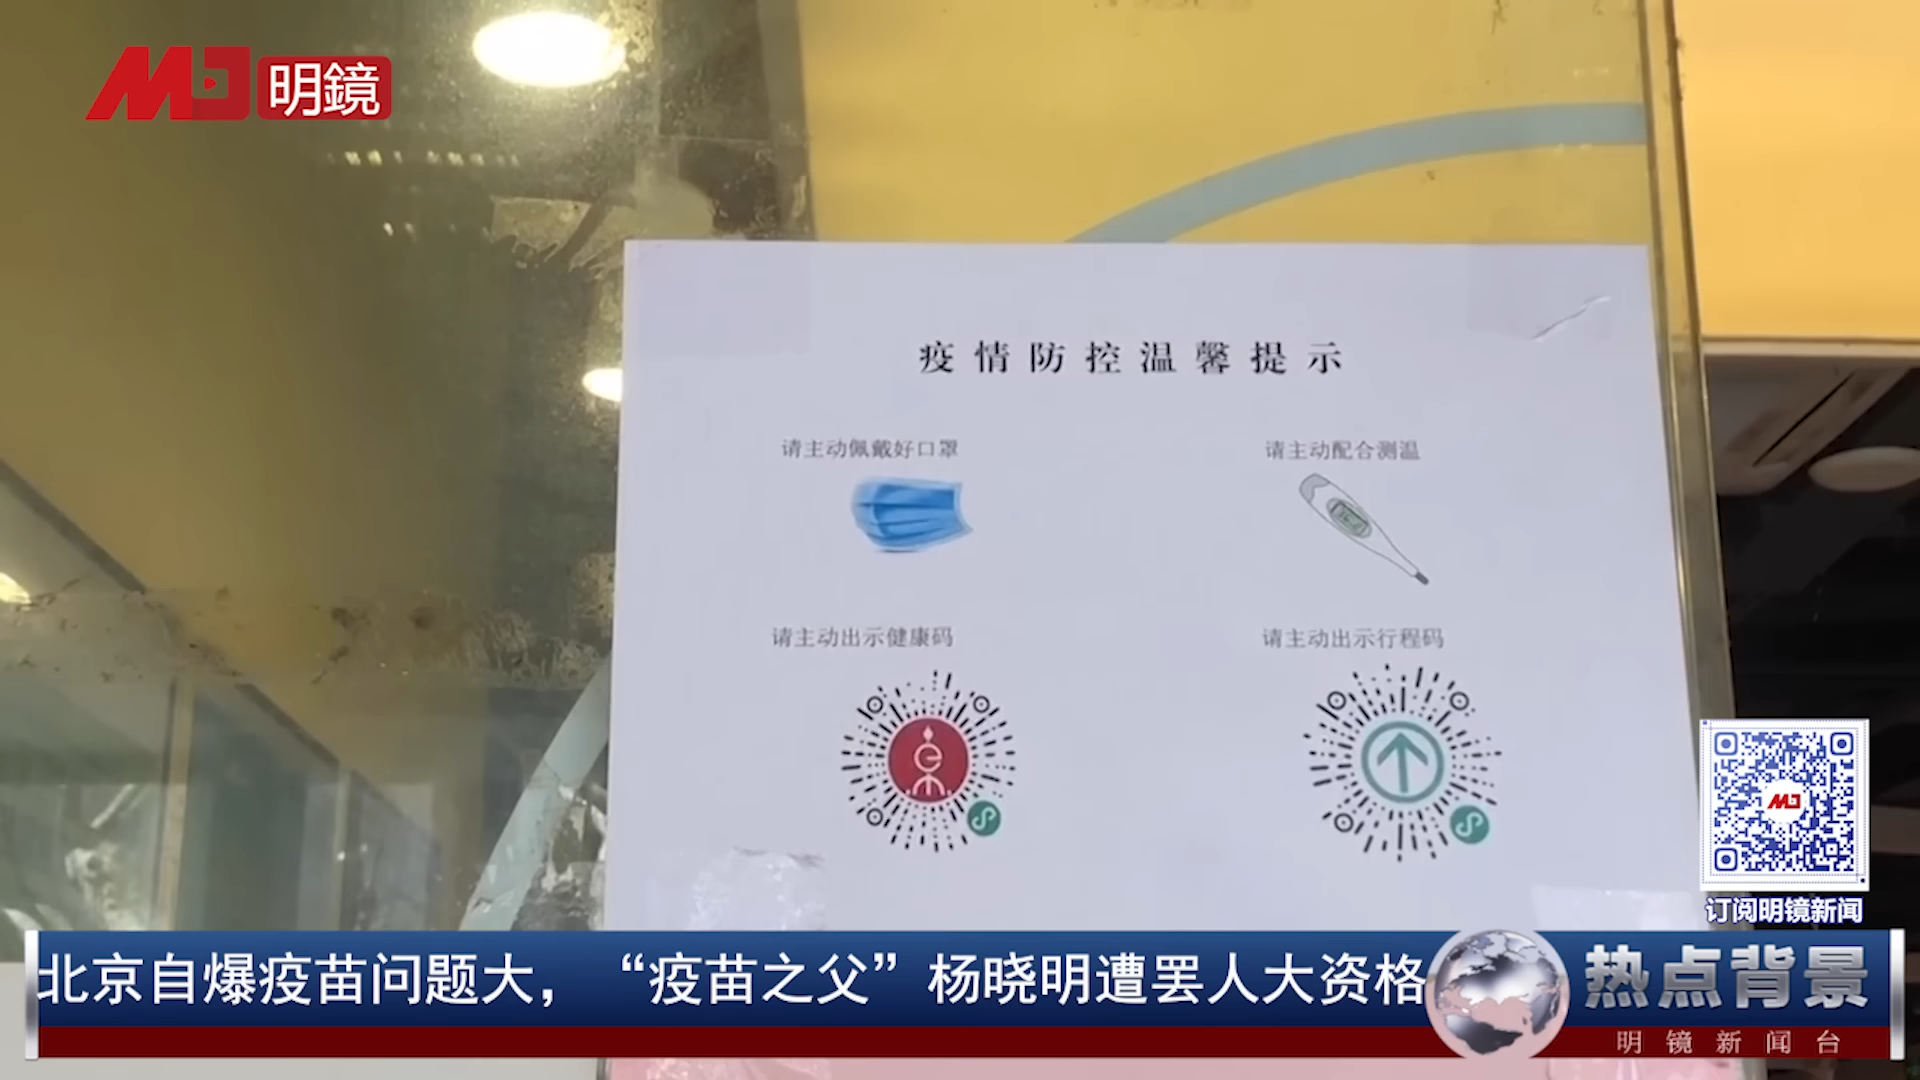 明鏡
疫情防控温馨提示
请主动佩戴好口罩
请主动配合测温
请主动出示健康码
请主动出示行程码
订阅明镜新闻
北京自爆疫苗问题大，“疫苗之父”杨晓明遭罢人大资格
热点背景
明镜新闻台